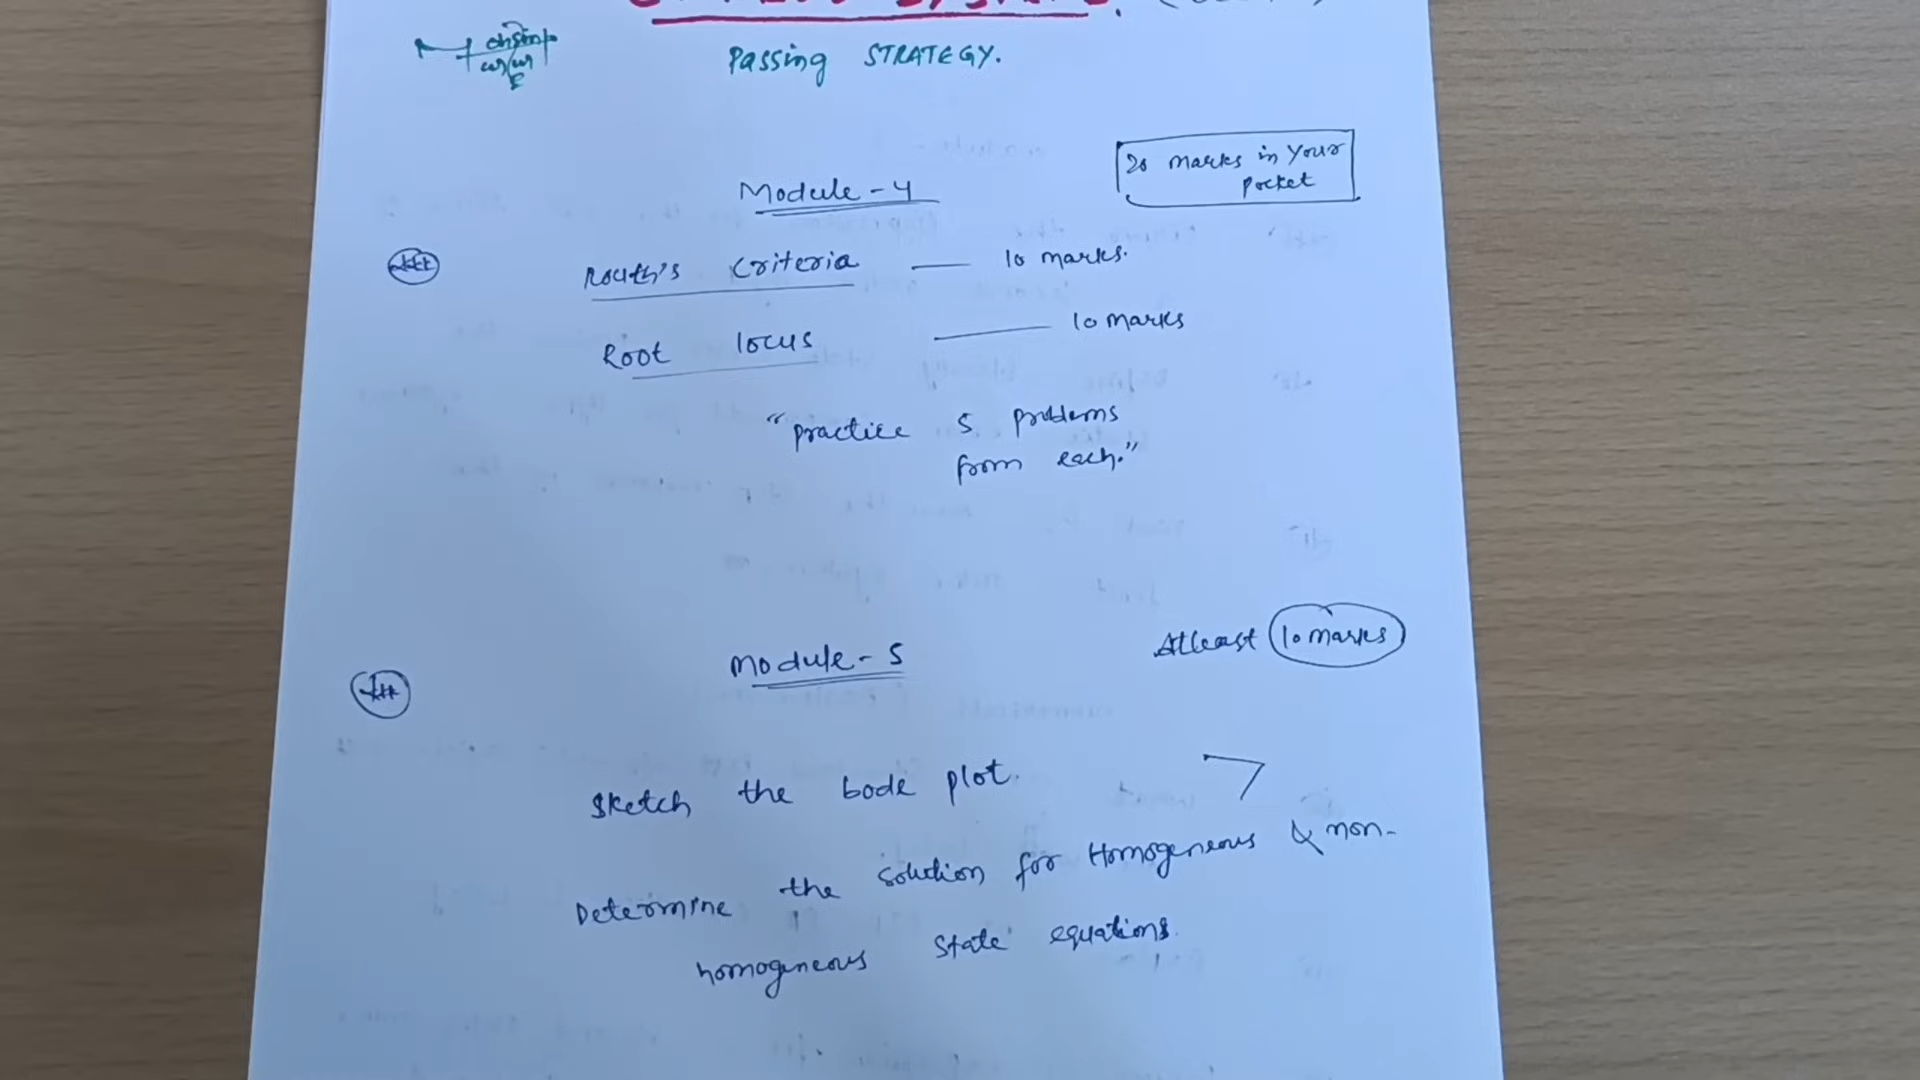 Passing STRATEGY.
20 marks in Your
pocket
Module-4
Routh's Criteria — 10 marks.
Root locus — 10 marks
"practice 5 problems
from each."
Module-5
Atleast 10 marks
Sketch the bode plot.
Determine the solution for Homogeneous & non-
homogeneous state equations.